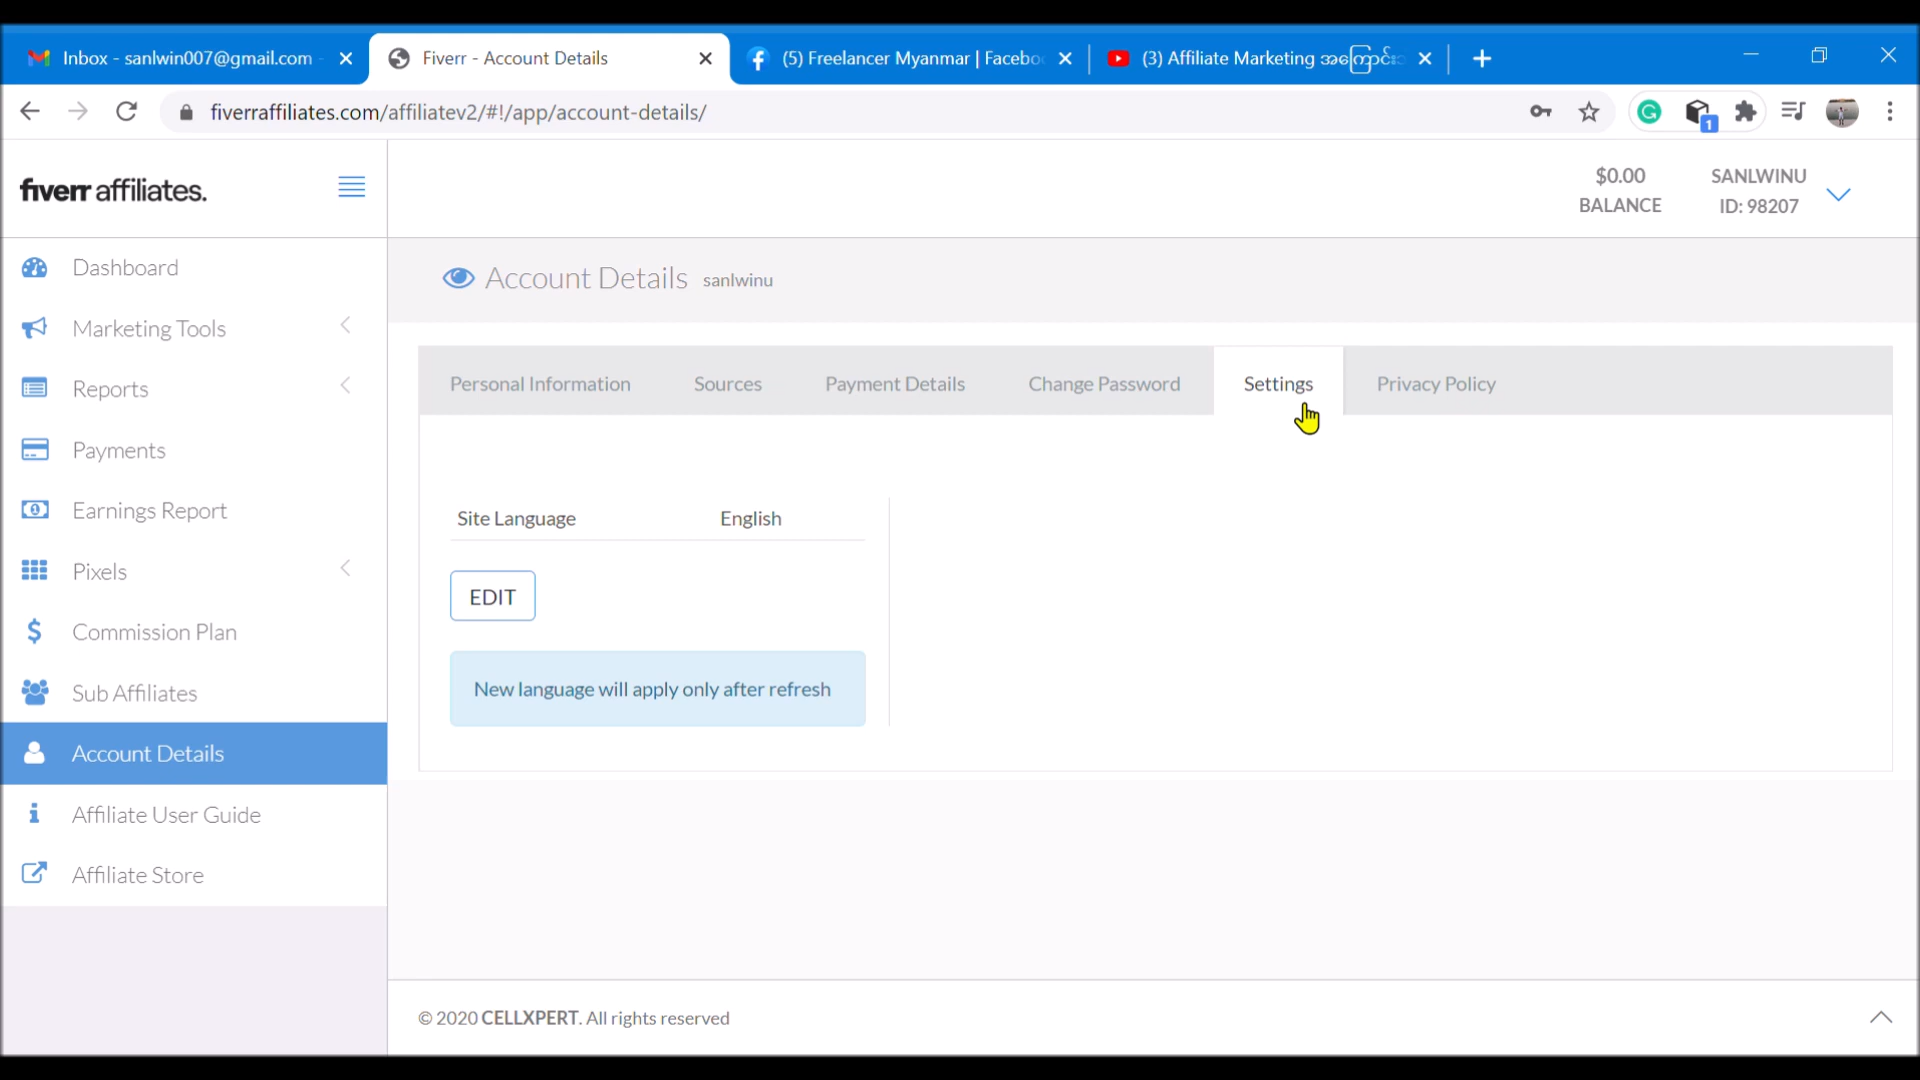 Inbox - sanlwin007@gmail.com -
Fiverr - Account Details
(5) Freelancer Myanmar | Facebo
(3) Affiliate Marketing အကြောင်း
fiverraffiliates.com/affiliatev2/#!/app/account-details/
1
fiverr affiliates.
$0.00
BALANCE
SANLWINU
ID: 98207
Dashboard
Marketing Tools
Reports
Payments
Earnings Report
Pixels
Commission Plan
Sub Affiliates
Account Details
Affiliate User Guide
Affiliate Store
Account Details sanlwinu
Personal Information
Sources
Payment Details
Change Password
Settings
Privacy Policy
Site Language English
EDIT
New language will apply only after refresh
© 2020 CELLXPERT. All rights reserved